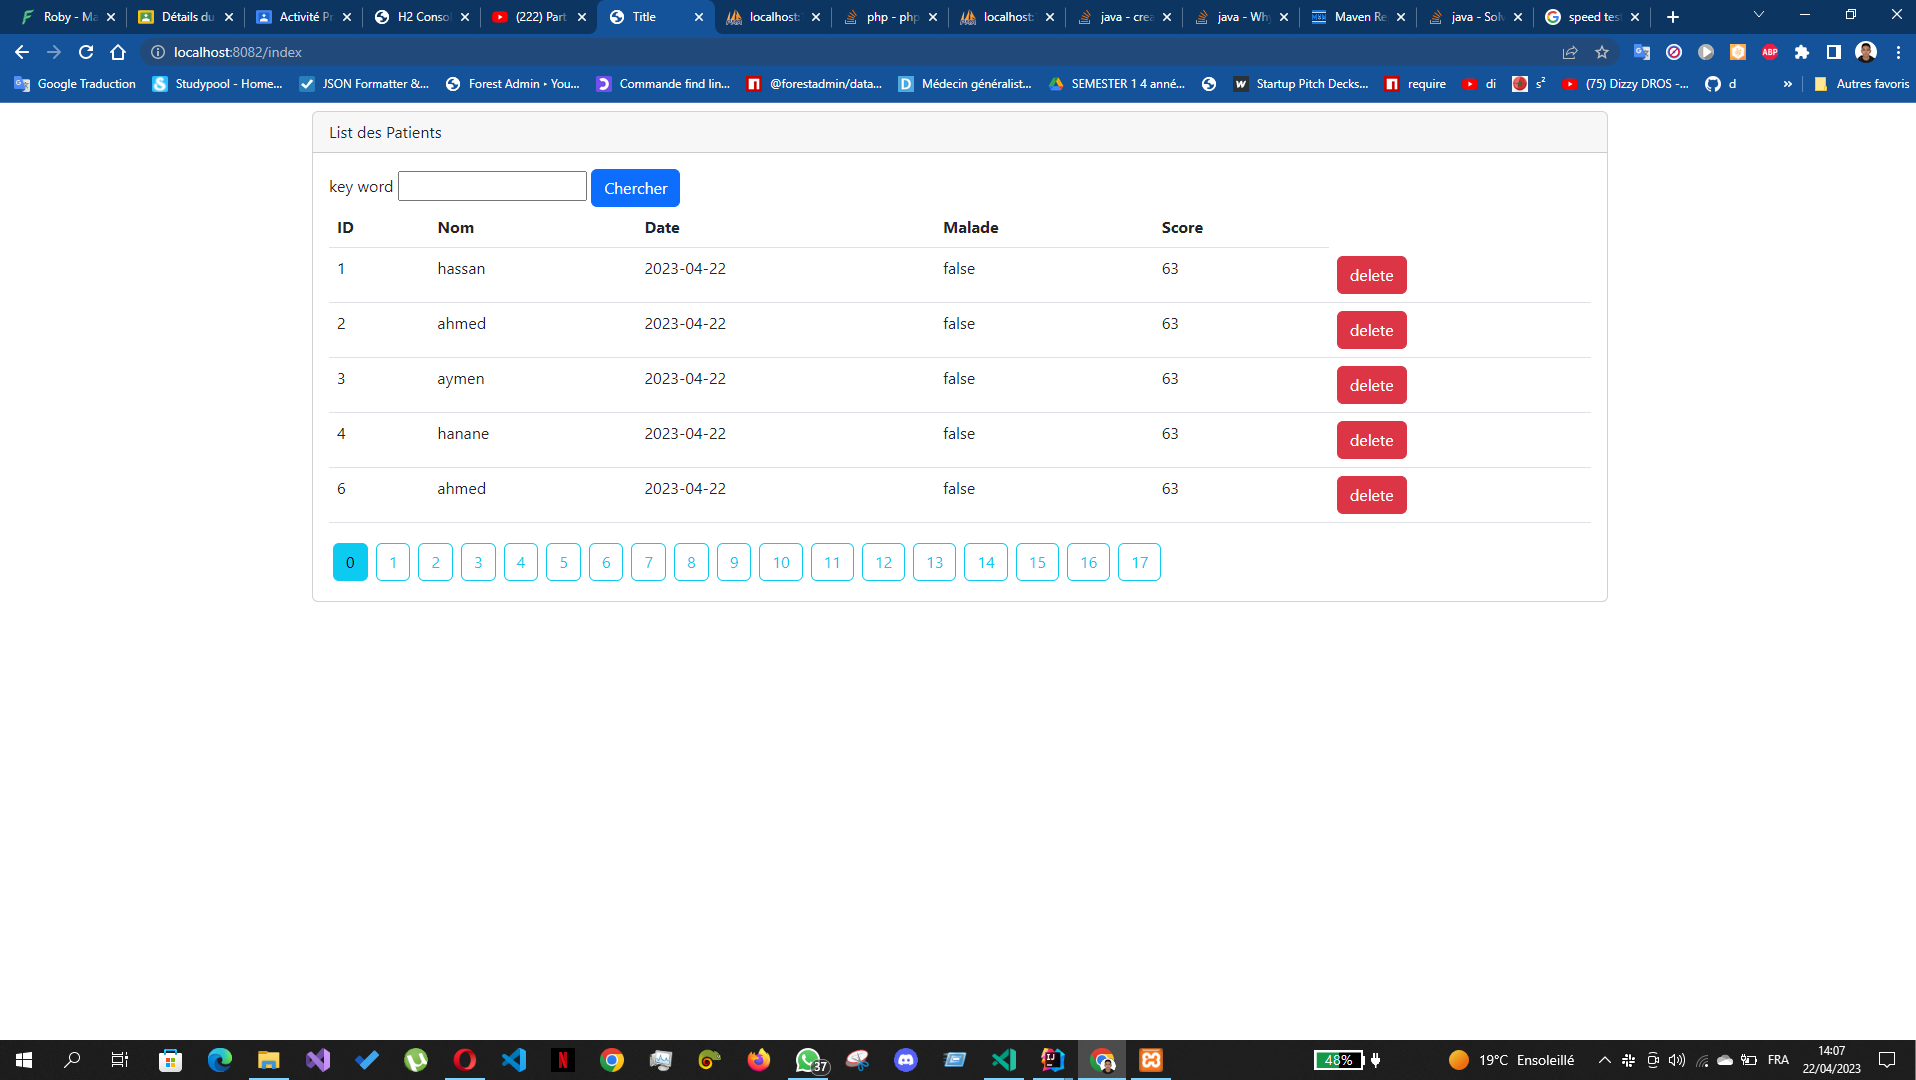 Roby - Ma Détails du Activité Pr H2 Consol (222) Part Title localhost: php - php localhost: java - crea java - Why Maven Re java - Solv speed test
localhost:8082/index
Google Traduction Studypool - Home... JSON Formatter &... Forest Admin • You... Commande find lin... @forestadmin/data... Médecin généralist... SEMESTER 1 4 anné... Startup Pitch Decks... require di s² (75) Dizzy DROS -... d » Autres favoris
List des Patients
key word Chercher
ID Nom Date Malade Score
1 hassan 2023-04-22 false 63 delete
2 ahmed 2023-04-22 false 63 delete
3 aymen 2023-04-22 false 63 delete
4 hanane 2023-04-22 false 63 delete
6 ahmed 2023-04-22 false 63 delete
0 1 2 3 4 5 6 7 8 9 10 11 12 13 14 15 16 17
37 48% 19°C Ensoleillé FRA 14:07
22/04/2023